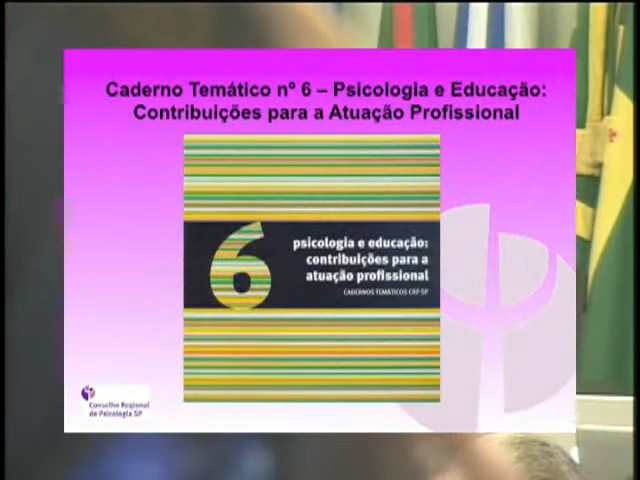 Caderno Temático nº 6 – Psicologia e Educação:
Contribuições para a Atuação Profissional
6
psicologia e educação:
contribuições para a
atuação profissional
CADERNOS TEMÁTICOS CRP SP
Conselho Regional
de Psicologia SP